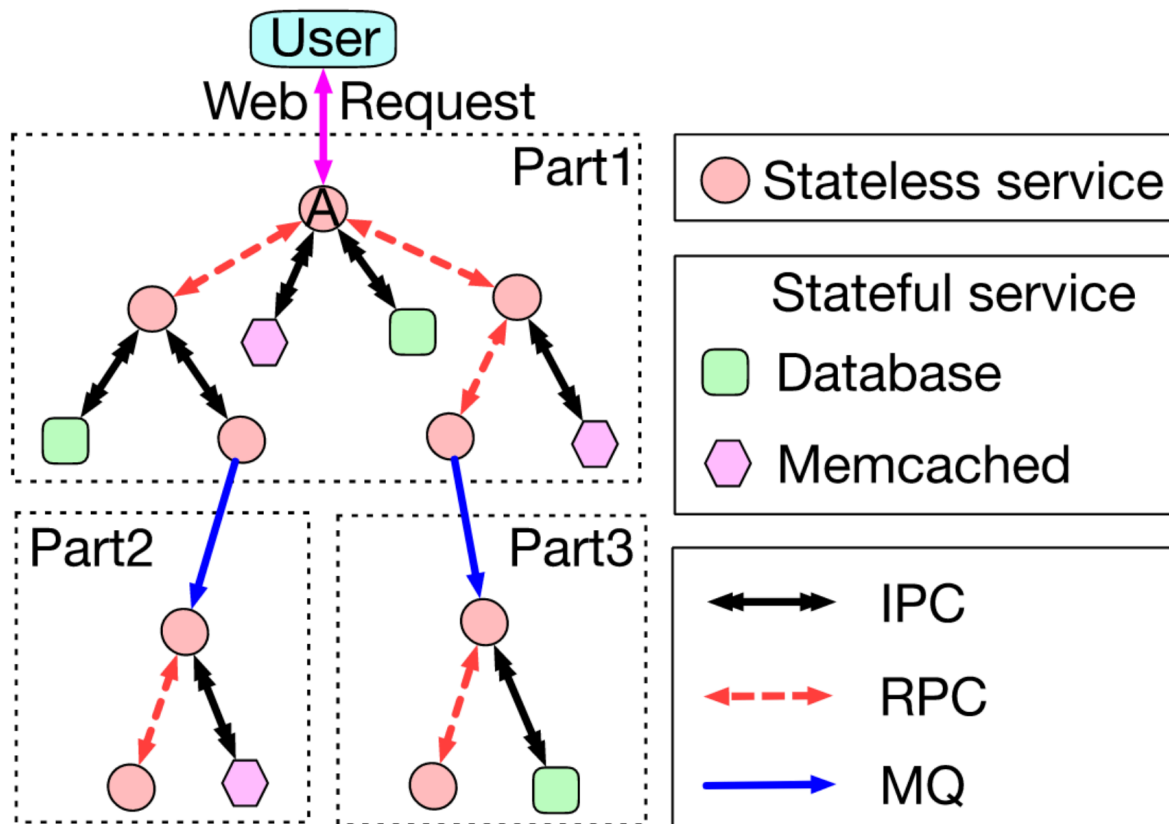 User
Web Request
Part1
A
Stateless service
Stateful service
Database
Memcached
Part2
Part3
IPC
RPC
MQ